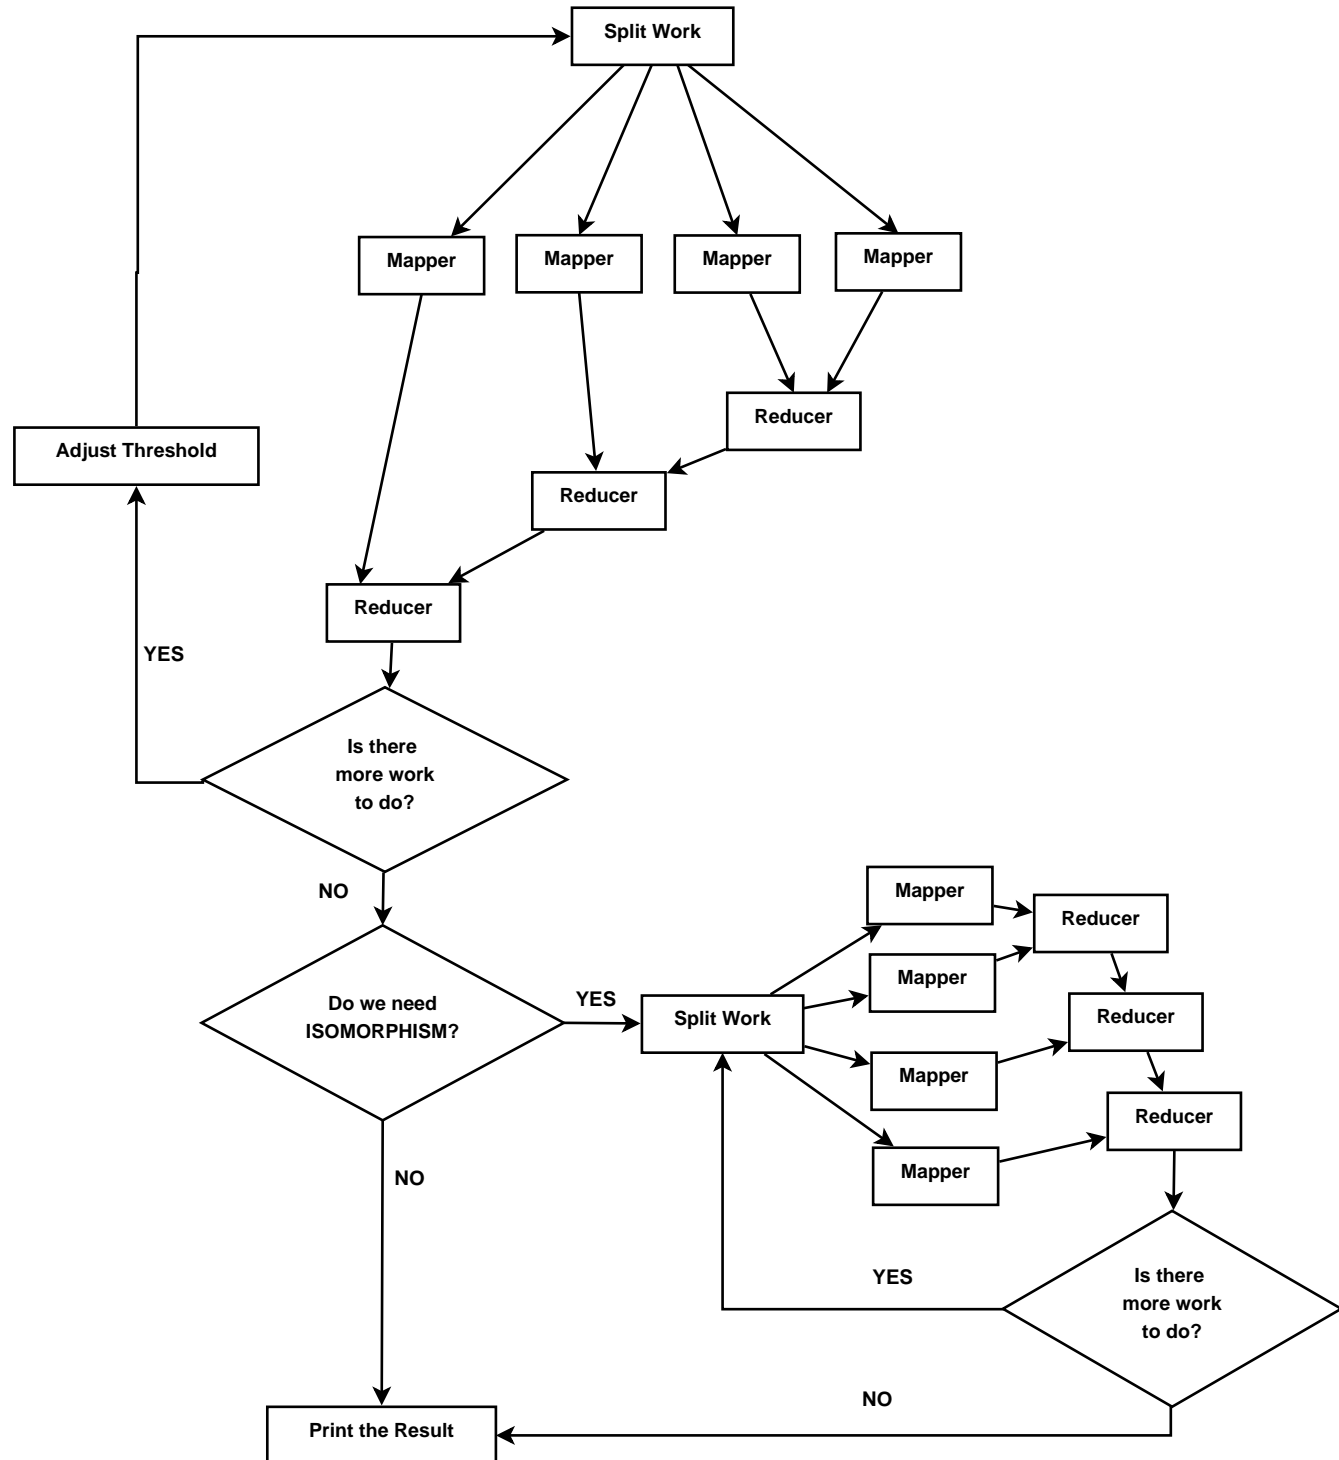 Split Work
Mapper
Mapper
Mapper
Mapper
Reducer
Adjust Threshold
Reducer
Reducer
YES
Is there
more work
to do?
NO
Do we need
ISOMORPHISM?
YES
Split Work
Mapper
Reducer
Mapper
Reducer
Mapper
Reducer
Mapper
NO
YES
Is there
more work
to do?
NO
Print the Result